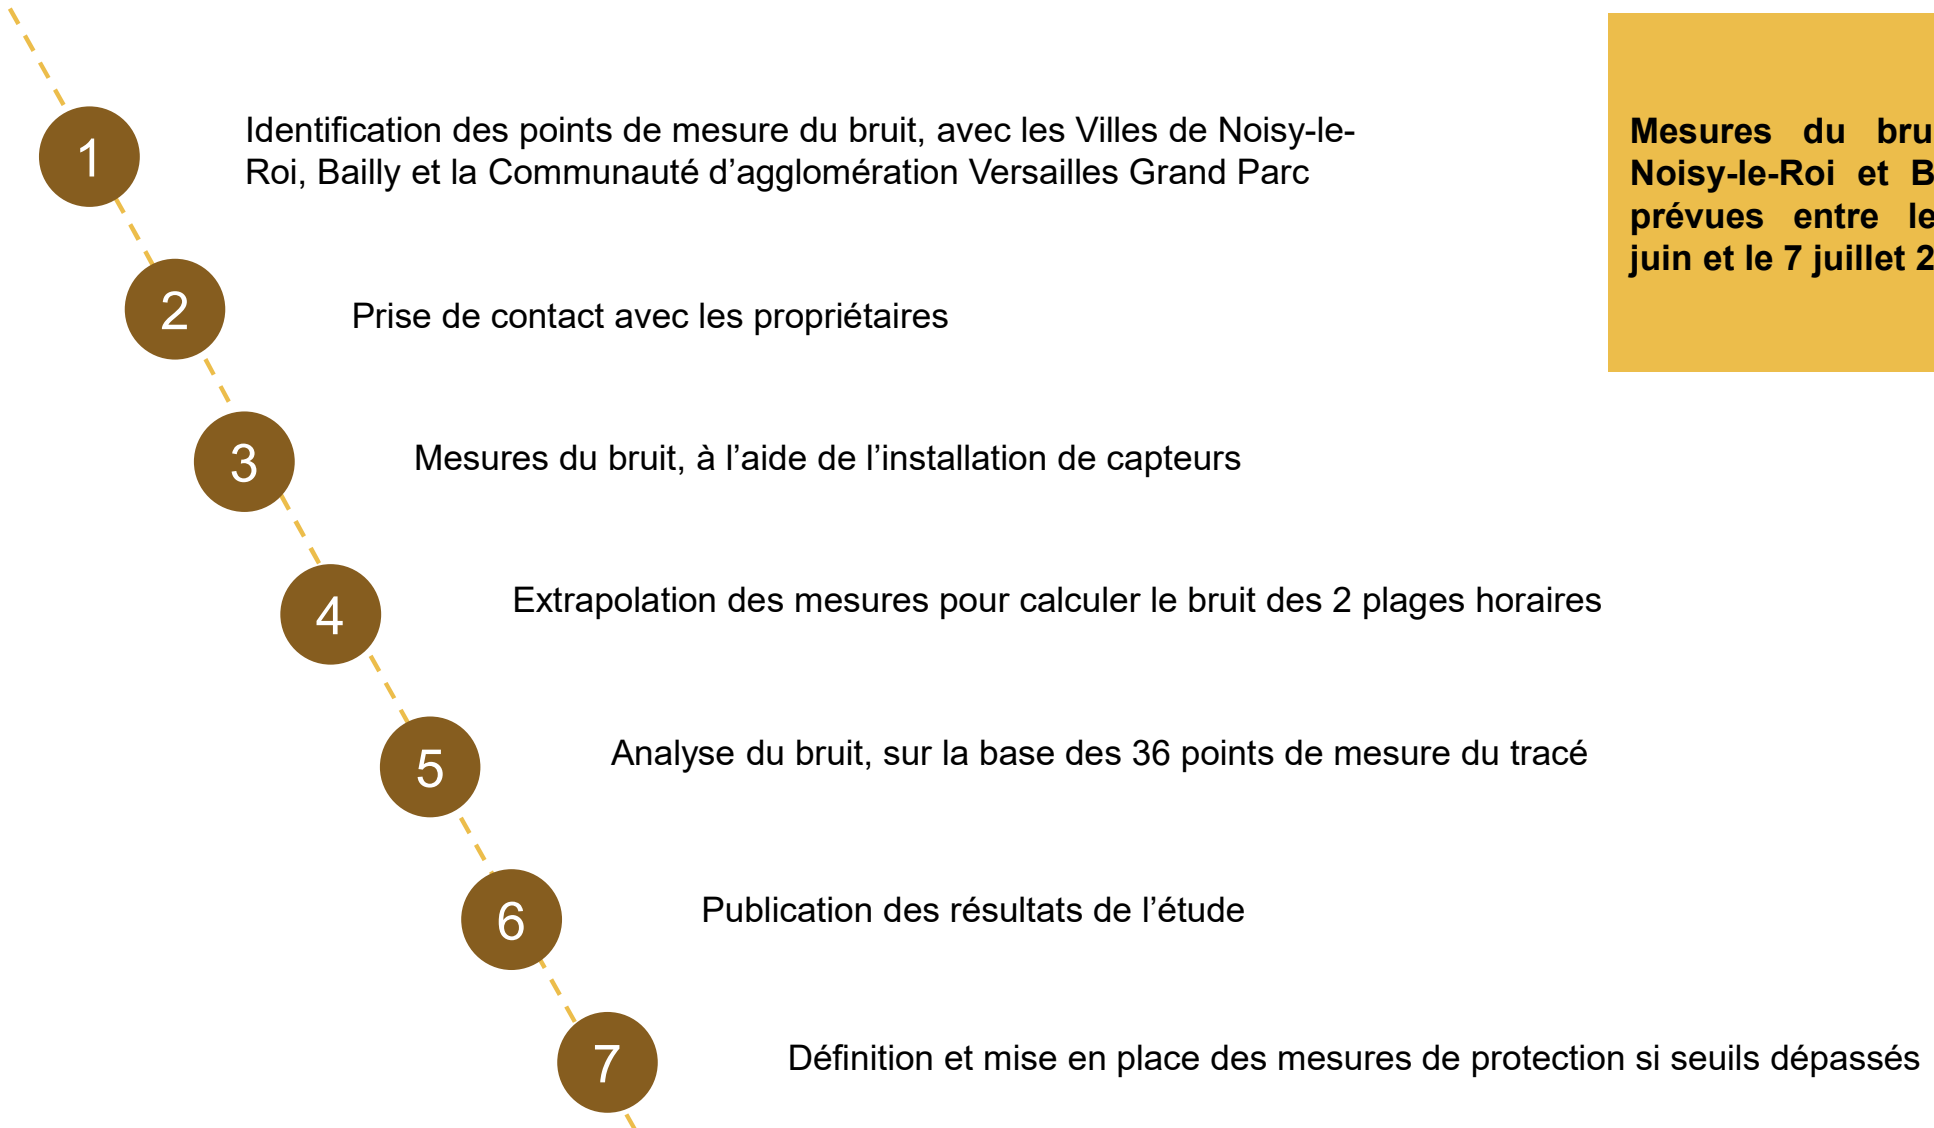 1
Identification des points de mesure du bruit, avec les Villes de Noisy-le-
Roi, Bailly et la Communauté d’agglomération Versailles Grand Parc
Mesures du
Noisy-le-Roi et
prévues entre
juin et le 7 juillet
2
Prise de contact avec les propriétaires
3
Mesures du bruit, à l’aide de l’installation de capteurs
4
Extrapolation des mesures pour calculer le bruit des 2 plages horaires
5
Analyse du bruit, sur la base des 36 points de mesure du tracé
6
Publication des résultats de l’étude
7
Définition et mise en place des mesures de protection si seuils dépassés